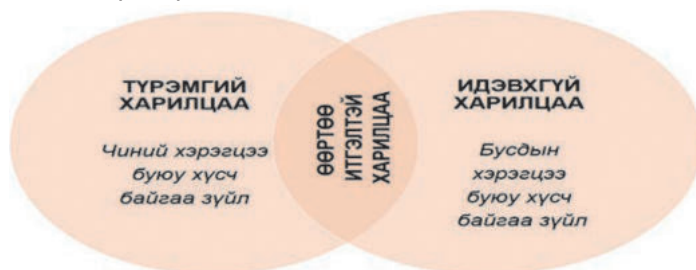 ТҮРЭМГИЙ
ХАРИЛЦАА
Чиний хэрэгцээ
буюу хүсч
байгаа зүйл
ӨӨРТӨӨ
ИТГЭЛТЭЙ
ХАРИЛЦАА
ИДЭВХГҮЙ
ХАРИЛЦАА
Бусдын
хэрэгцээ
буюу хүсч
байгаа зүйл